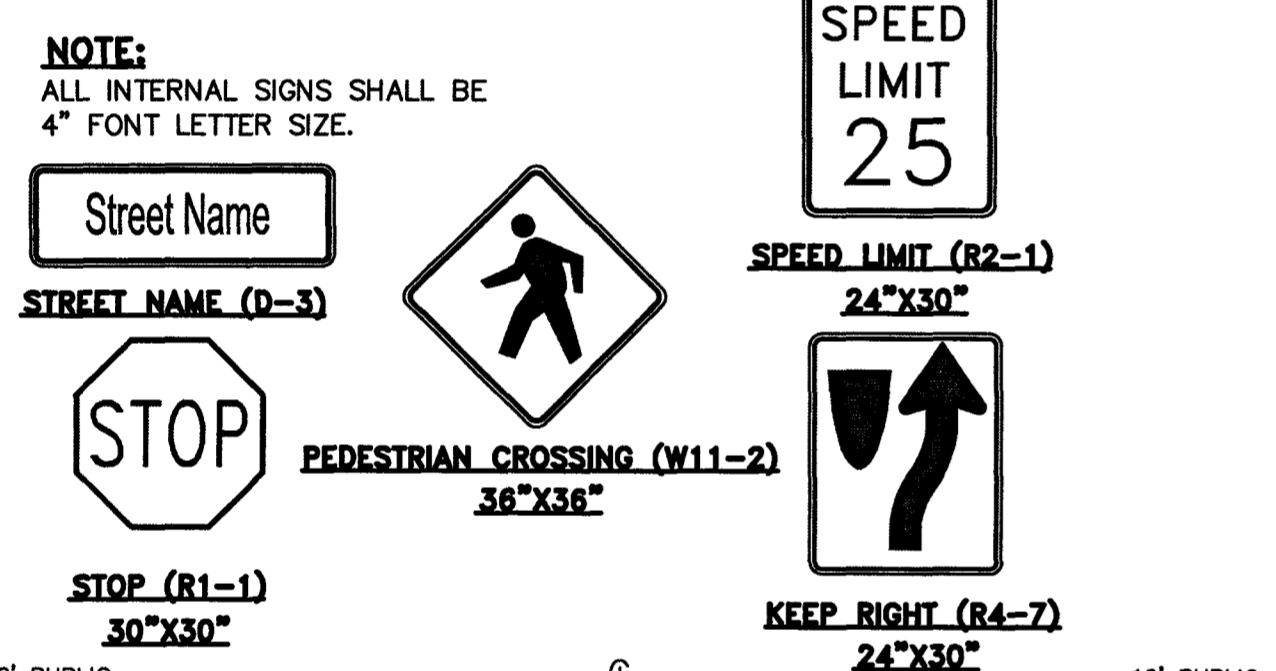 NOTE:
ALL INTERNAL SIGNS SHALL BE
4" FONT LETTER SIZE.
Street Name
STREET NAME (D-3)
STOP
STOP (R1-1)
30"X30"
PEDESTRIAN CROSSING (W11-2)
36"X36"
SPEED
LIMIT
25
SPEED LIMIT (R2-1)
24"X30"
KEEP RIGHT (R4-7)
24"X30"